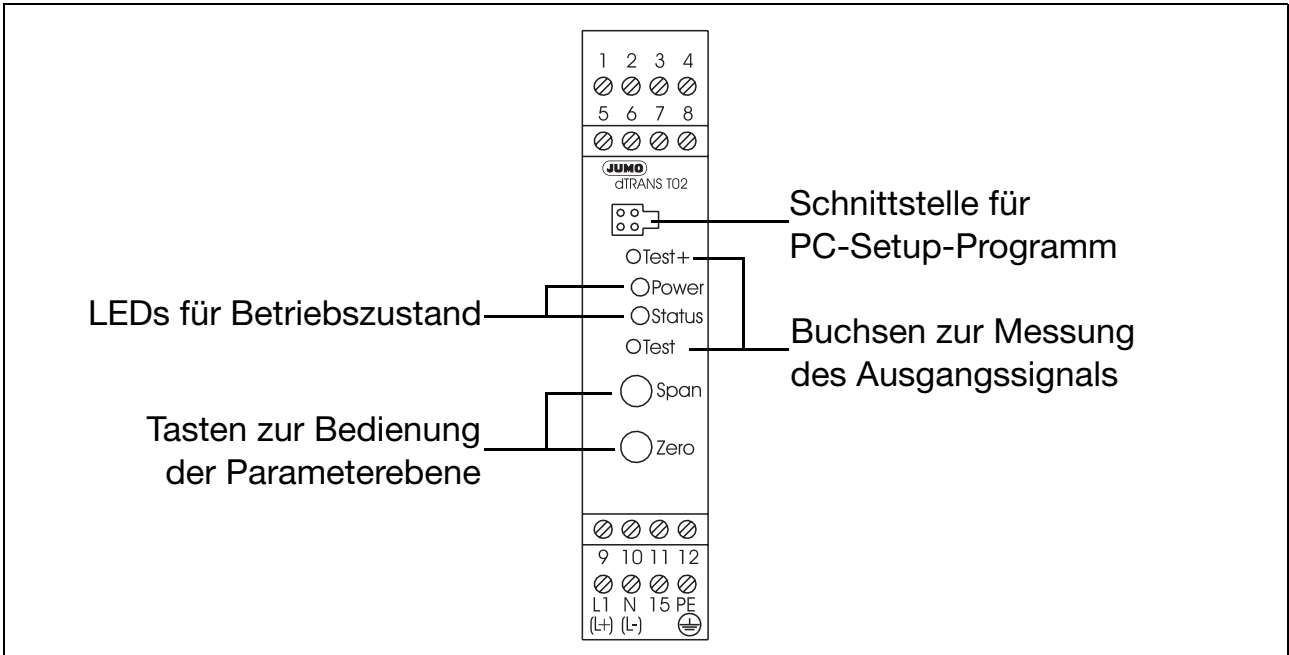 1 2 3 4
5 6 7 8
JUMO
dTRANS T02
Schnittstelle für
PC-Setup-Programm
Test+
Power
LEDs für Betriebszustand
Status
Test
Buchsen zur Messung
des Ausgangssignals
Span
Tasten zur Bedienung
der Parameterebene
Zero
9 10 11 12
L1 N 15 PE
(L+) (L-)